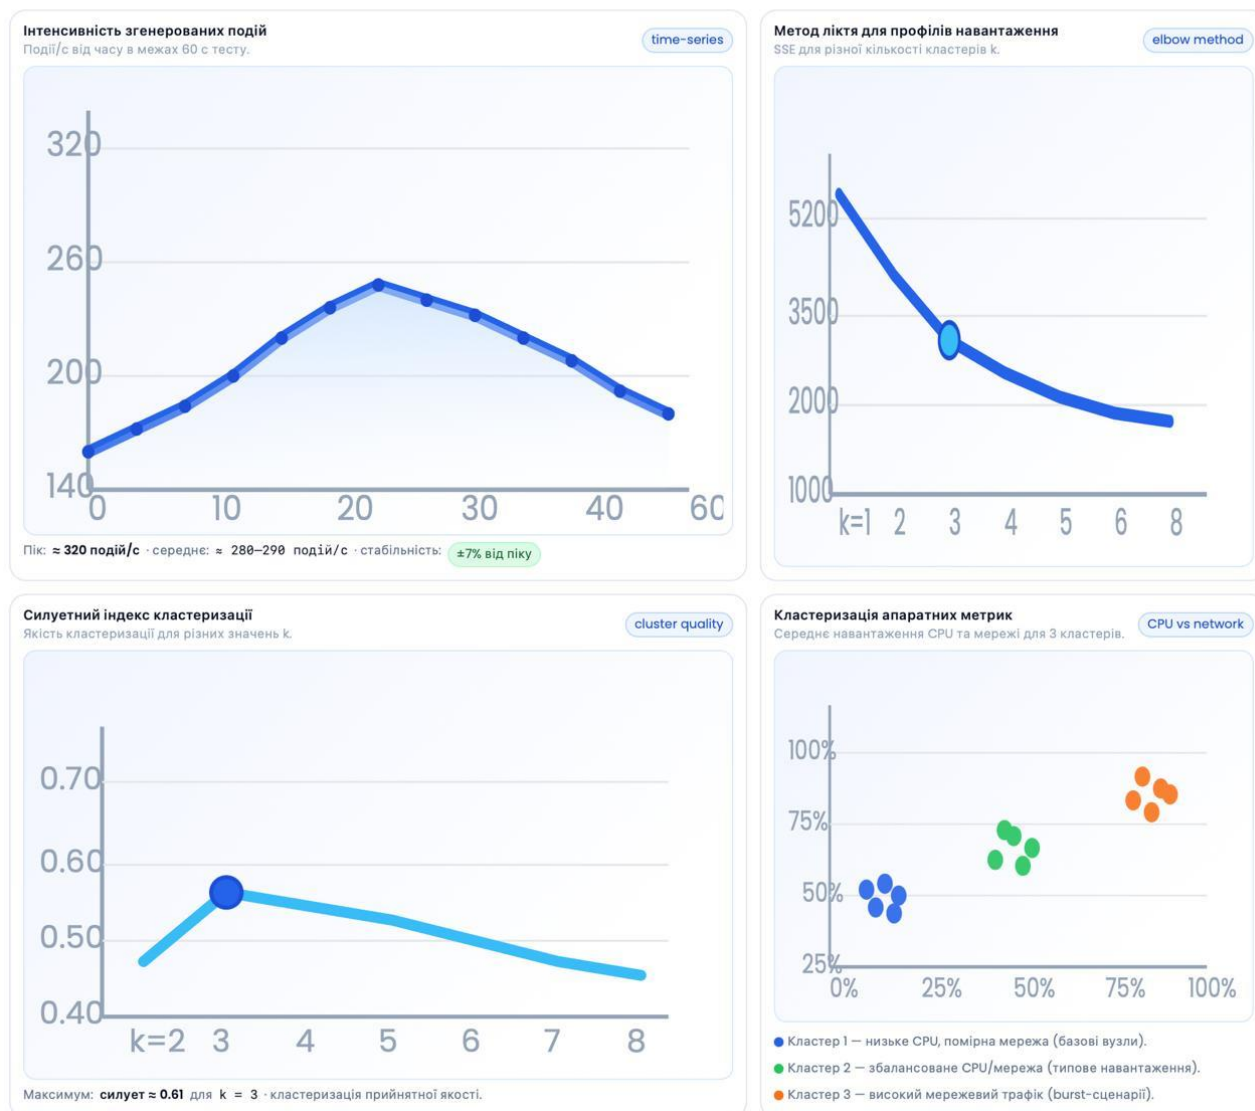 Інтенсивність згенерованих подій
Події/с від часу в межах 60 с тесту.
time-series
320
260
200
140
0 10 20 30 40 60
Пік: ≈ 320 подій/с · середнє: ≈ 280–290 подій/с · стабільність: ±7% від піку
Метод ліктя для профілів навантаження
SSE для різної кількості кластерів k.
elbow method
5200
3500
2000
1000
k=1 2 3 4 5 6 8
Силуетний індекс кластеризації
Якість кластеризації для різних значень k.
cluster quality
0.70
0.60
0.50
0.40
k=2 3 4 5 6 7 8
Максимум: силует ≈ 0.61 для k = 3 · кластеризація прийнятної якості.
Кластеризація апаратних метрик
Середнє навантаження CPU та мережі для 3 кластерів.
CPU vs network
100%
75%
50%
25%
0% 25% 50% 75% 100%
Кластер 1 — низьке CPU, помірна мережа (базові вузли).
Кластер 2 — збалансоване CPU/мережа (типове навантаження).
Кластер 3 — високий мережевий трафік (burst-сценарії).